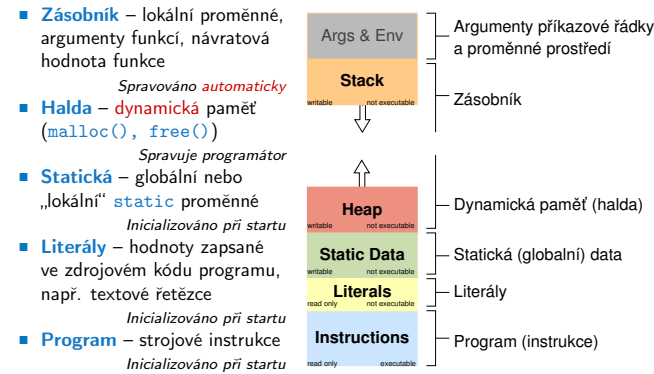 Zásobník – lokální proměnné,
argumenty funkcí, návratová
hodnota funkce
Spravováno automaticky
Halda – dynamická paměť
(malloc(), free())
Spravuje programátor
Statická – globální nebo
„lokální“ static proměnné
Inicializováno při startu
Literály – hodnoty zapsané
ve zdrojovém kódu programu,
např. textové řetězce
Inicializováno při startu
Program – strojové instrukce
Inicializováno při startu
Args & Env
Stack
writable not executable
Heap
writable not executable
Static Data
writable not executable
Literals
read only not executable
Instructions
read only executable
Argumenty příkazové řádky
a proměnné prostředí
Zásobník
Dynamická paměť (halda)
Statická (globalní) data
Literály
Program (instrukce)